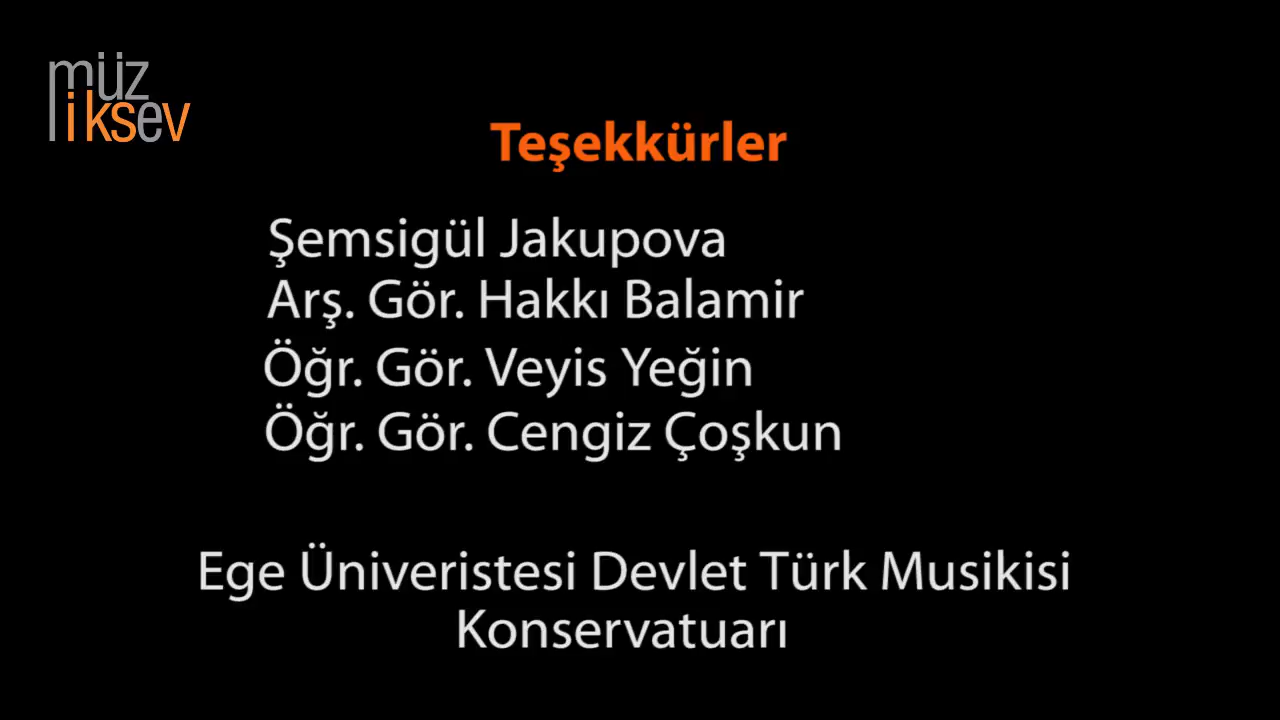 müz
iksev
Teşekkürler
Şemsigül Jakupova
Arş. Gör. Hakkı Balamir
Öğr. Gör. Veyis Yeğin
Öğr. Gör. Cengiz Çoşkun
Ege Üniveristesi Devlet Türk Musikisi
Konservatuarı